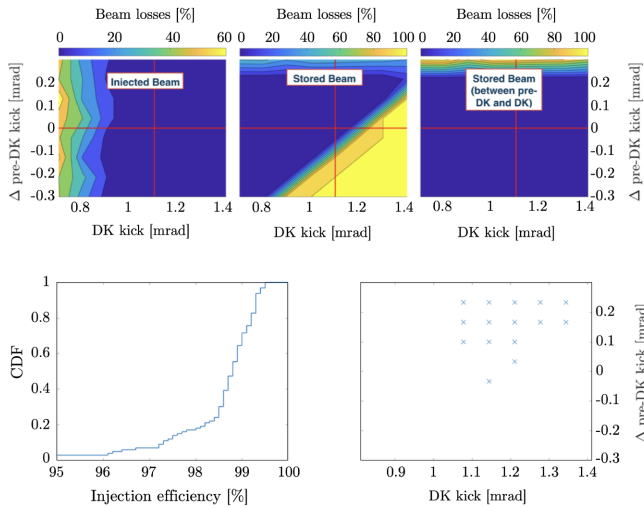 Beam losses [%] Beam losses [%] Beam losses [%]
0 20 40 60 0 20 40 60 80 100 0 20 40 60 80 100
Injected Beam
Stored Beam
Stored Beam
(between pre-
DK and DK)
0.2
0.1
0
-0.1
-0.2
-0.3
Δ pre-DK kick [mrad]
0.2
0.1
0
-0.1
-0.2
-0.3
Δ pre-DK kick [mrad]
0.8 1 1.2 1.4 0.8 1 1.2 1.4 0.8 1 1.2 1.4
DK kick [mrad] DK kick [mrad] DK kick [mrad]
CDF
1
0.8
0.6
0.4
0.2
0
95 96 97 98 99 100
Injection efficiency [%]
0.2
0.1
0
-0.1
-0.2
-0.3
Δ pre-DK kick [mrad]
0.9 1 1.1 1.2 1.3 1.4
DK kick [mrad]